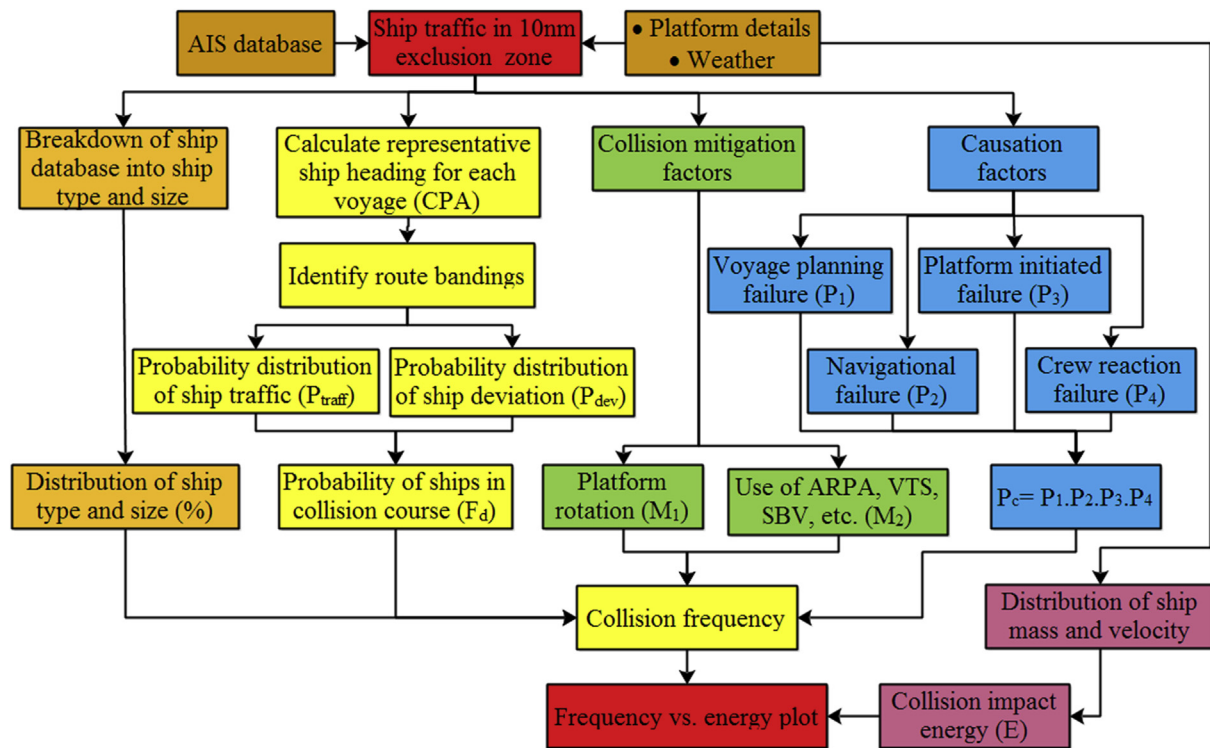 AIS database
Ship traffic in 10nm
exclusion zone
• Platform details
• Weather
Breakdown of ship
database into ship
type and size
Calculate representative
ship heading for each
voyage (CPA)
Collision mitigation
factors
Causation
factors
Identify route bandings
Voyage planning
failure (P₁)
Platform initiated
failure (P₃)
Probability distribution
of ship traffic (Ptraff)
Probability distribution
of ship deviation (Pdev)
Navigational
failure (P₂)
Crew reaction
failure (P₄)
Distribution of ship
type and size (%)
Probability of ships in
collision course (Fd)
Platform
rotation (M₁)
Use of ARPA, VTS,
SBV, etc. (M₂)
Pc= P₁.P₂.P₃.P₄
Collision frequency
Distribution of ship
mass and velocity
Frequency vs. energy plot
Collision impact
energy (E)